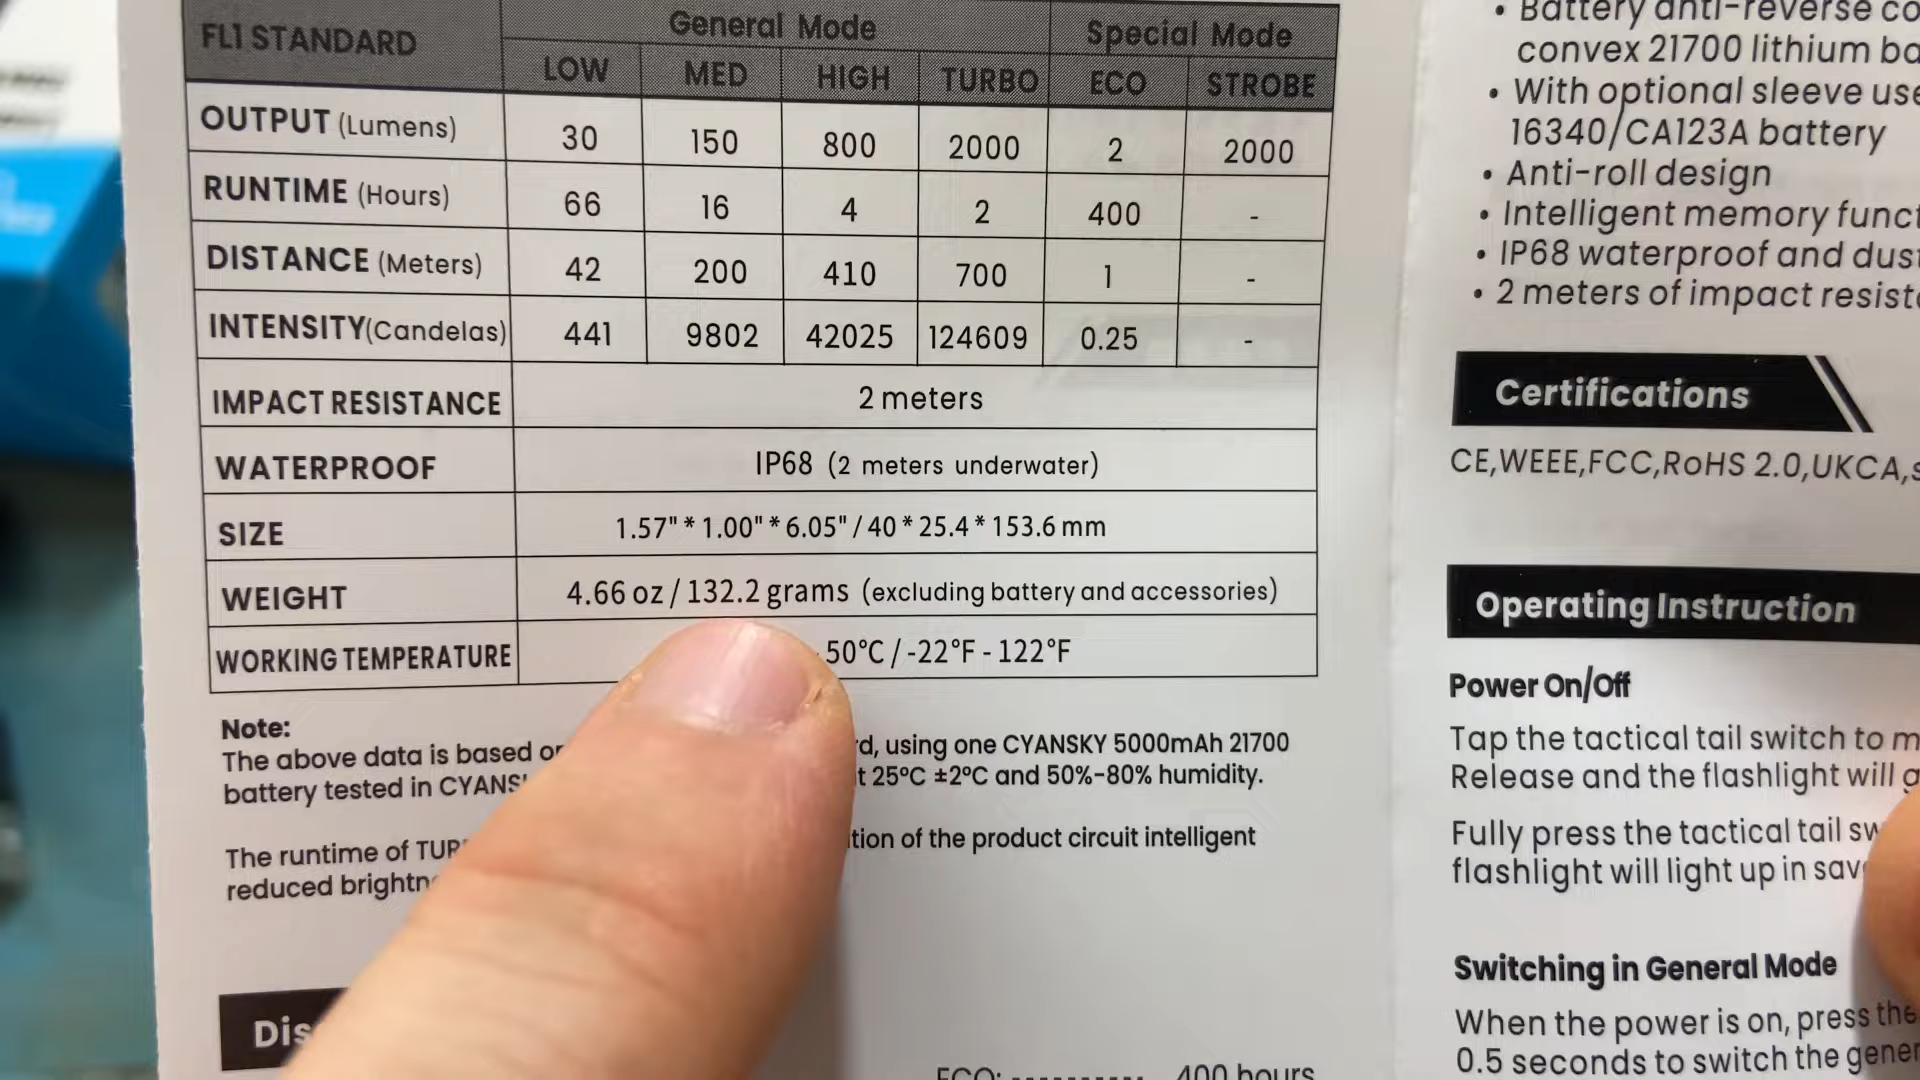 FL1 STANDARD
General Mode
Special Mode
LOW MED HIGH TURBO ECO STROBE
OUTPUT (Lumens) 30 150 800 2000 2 2000
RUNTIME (Hours) 66 16 4 2 400 -
DISTANCE (Meters) 42 200 410 700 1 -
INTENSITY(Candelas) 441 9802 42025 124609 0.25 -
IMPACT RESISTANCE 2 meters
WATERPROOF IP68 (2 meters underwater)
SIZE 1.57" * 1.00" * 6.05" / 40 * 25.4 * 153.6 mm
WEIGHT 4.66 oz / 132.2 grams (excluding battery and accessories)
WORKING TEMPERATURE 50°C / -22°F - 122°F
Note:
The above data is based
using one CYANSKY 5000mAh 21700
battery tested in
25°C ±2°C and 50%-80% humidity.
The runtime of
of the product circuit intelligent
reduced
ECO: ---------- 400 hours
• Battery anti-reverse
convex 21700 lithium
• With optional sleeve
16340/CA123A battery
• Anti-roll design
• Intelligent memory
• IP68 waterproof and
• 2 meters of impact
Certifications
CE,WEEE,FCC,RoHS 2.0,UKCA,
Operating Instruction
Power On/Off
Tap the tactical tail switch to
Release and the flashlight will
Fully press the tactical tail
flashlight will light up in
Switching in General Mode
When the power is on, press the
0.5 seconds to switch the